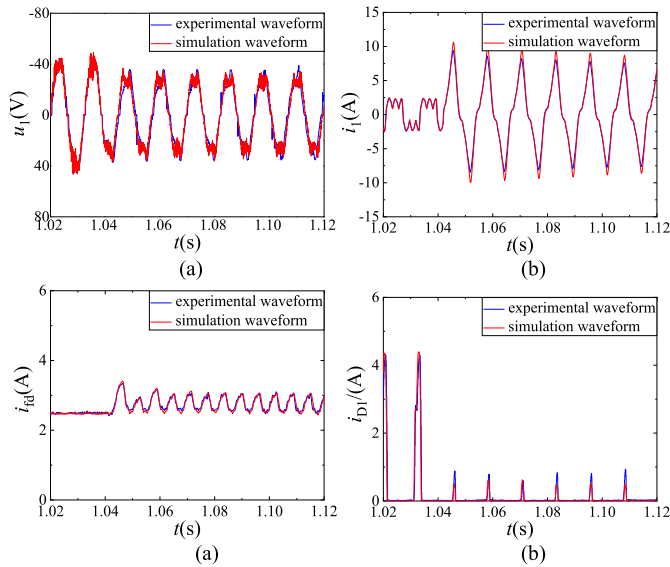 experimental waveform
simulation waveform
u1(V)
-80
-40
0
40
80
1.02 1.04 1.06 1.08 1.10 1.12
t(s)
(a)
experimental waveform
simulation waveform
i1(A)
15
10
5
0
-5
-10
-15
1.02 1.04 1.06 1.08 1.10 1.12
t(s)
(b)
experimental waveform
simulation waveform
ifd(A)
6
4
2
0
1.02 1.04 1.06 1.08 1.10 1.12
t(s)
(a)
experimental waveform
simulation waveform
iD1/(A)
6
4
2
0
1.02 1.04 1.06 1.08 1.10 1.12
t(s)
(b)